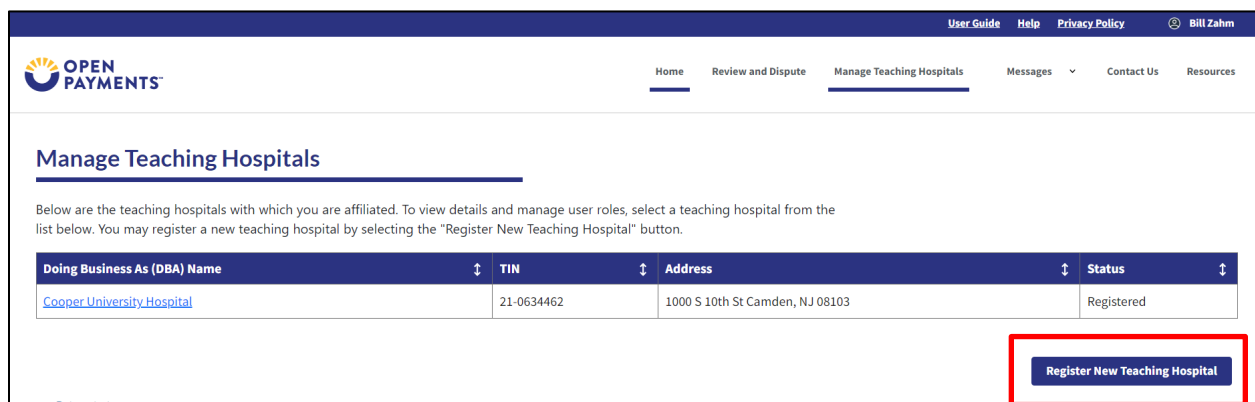 User Guide Help Privacy Policy Bill Zahm
OPEN
PAYMENTS™
Home Review and Dispute Manage Teaching Hospitals Messages Contact Us Resources
Manage Teaching Hospitals
Below are the teaching hospitals with which you are affiliated. To view details and manage user roles, select a teaching hospital from the
list below. You may register a new teaching hospital by selecting the "Register New Teaching Hospital" button.
Doing Business As (DBA) Name TIN Address Status
Cooper University Hospital 21-0634462 1000 S 10th St Camden, NJ 08103 Registered
Register New Teaching Hospital